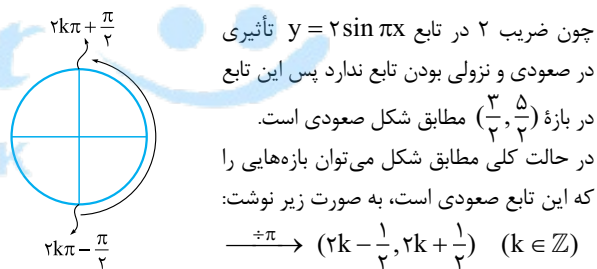 چون ضریب ۲ در تابع y = ۲sin πx تأثیری
در صعودی و نزولی بودن تابع ندارد پس این تابع
در بازهٔ (۳/۲, ۵/۲) مطابق شکل صعودی است.
در حالت کلی مطابق شکل می‌توان بازه‌هایی را
که این تابع صعودی است، به صورت زیر نوشت:
÷π → (۲k − ۱/۲, ۲k + ۱/۲) (k ∈ ℤ)
۲kπ + π/۲
۲kπ − π/۲